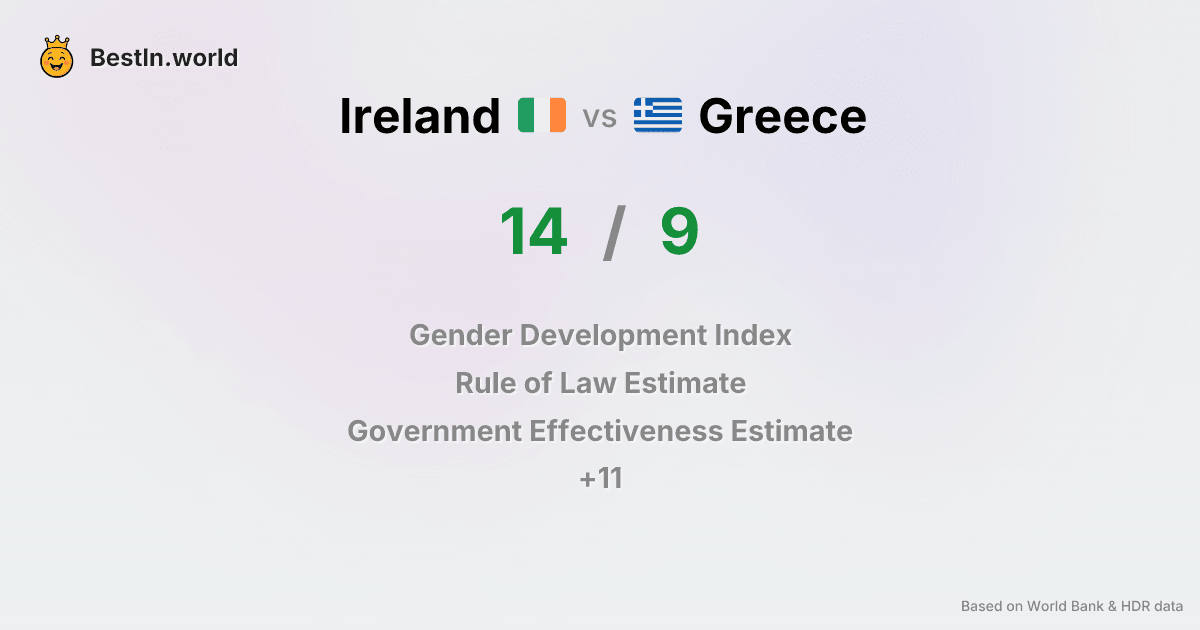 BestIn.world
Ireland vs Greece
14 / 9
Gender Development Index
Rule of Law Estimate
Government Effectiveness Estimate
+11
Based on World Bank & HDR data